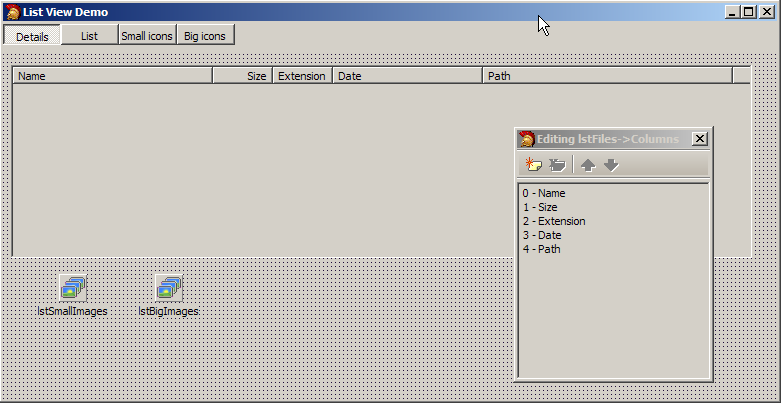 List View Demo
Details List Small icons Big icons
Name Size Extension Date Path
Editing lstFiles->Columns
0 - Name
1 - Size
2 - Extension
3 - Date
4 - Path
lstSmallImages lstBigImages